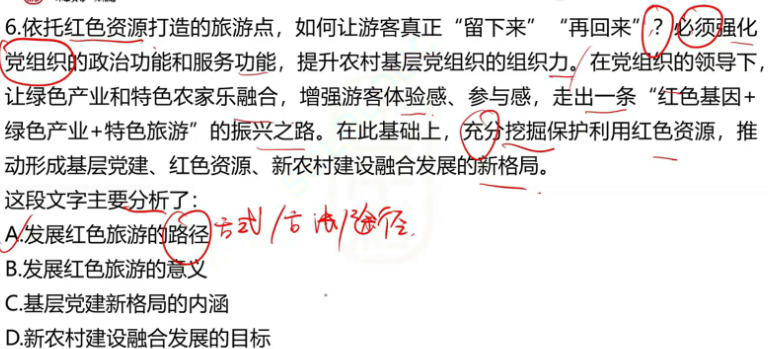 6.依托红色资源打造的旅游点，如何让游客真正“留下来”“再回来”？必须强化
党组织的政治功能和服务功能，提升农村基层党组织的组织力。在党组织的领导下，
让绿色产业和特色农家乐融合，增强游客体验感、参与感，走出一条“红色基因+
绿色产业+特色旅游”的振兴之路。在此基础上，充分挖掘保护利用红色资源，推
动形成基层党建、红色资源、新农村建设融合发展的新格局。
这段文字主要分析了：
A.发展红色旅游的路径 方式/方法/途径.
B.发展红色旅游的意义
C.基层党建新格局的内涵
D.新农村建设融合发展的目标